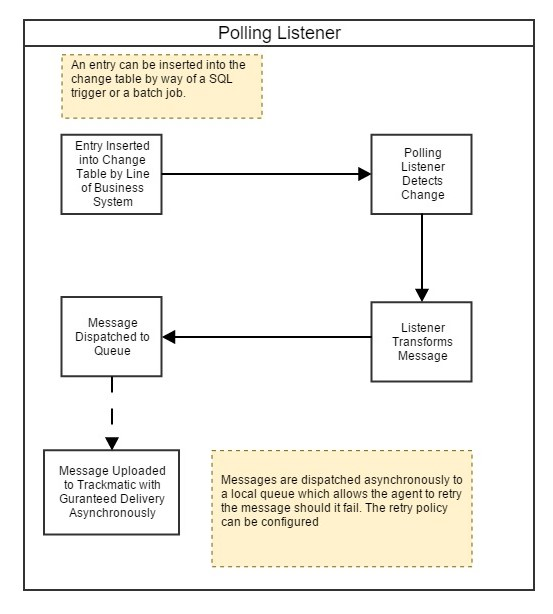 Polling Listener
An entry can be inserted into the
change table by way of a SQL
trigger or a batch job.
Entry Inserted
into Change
Table by Line
of Business
System
Polling
Listener
Detects
Change
Message
Dispatched to
Queue
Listener
Transforms
Message
Message Uploaded
to Trackmatic with
Guranteed Delivery
Asynchronously
Messages are dispatched asynchronously to
a local queue which allows the agent to retry
the message should it fail. The retry policy
can be configured